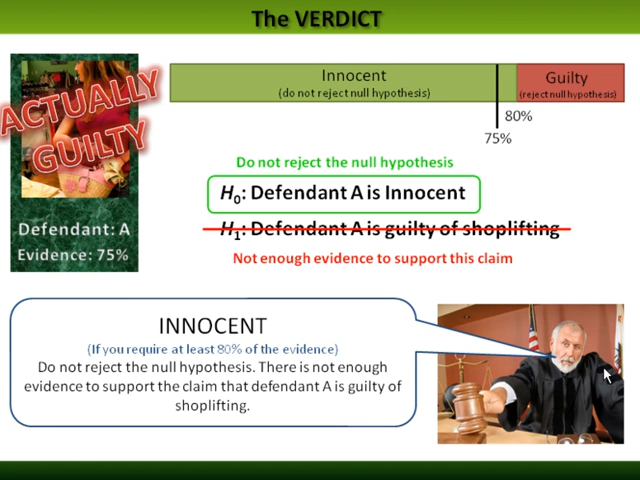 The VERDICT
ACTUALLY
GUILTY
Defendant: A
Evidence: 75%
Innocent
(do not reject null hypothesis)
Guilty
(reject null hypothesis)
80%
75%
Do not reject the null hypothesis
H0: Defendant A is Innocent
H1: Defendant A is guilty of shoplifting
Not enough evidence to support this claim
INNOCENT
(If you require at least 80% of the evidence)
Do not reject the null hypothesis. There is not enough
evidence to support the claim that defendant A is guilty of
shoplifting.